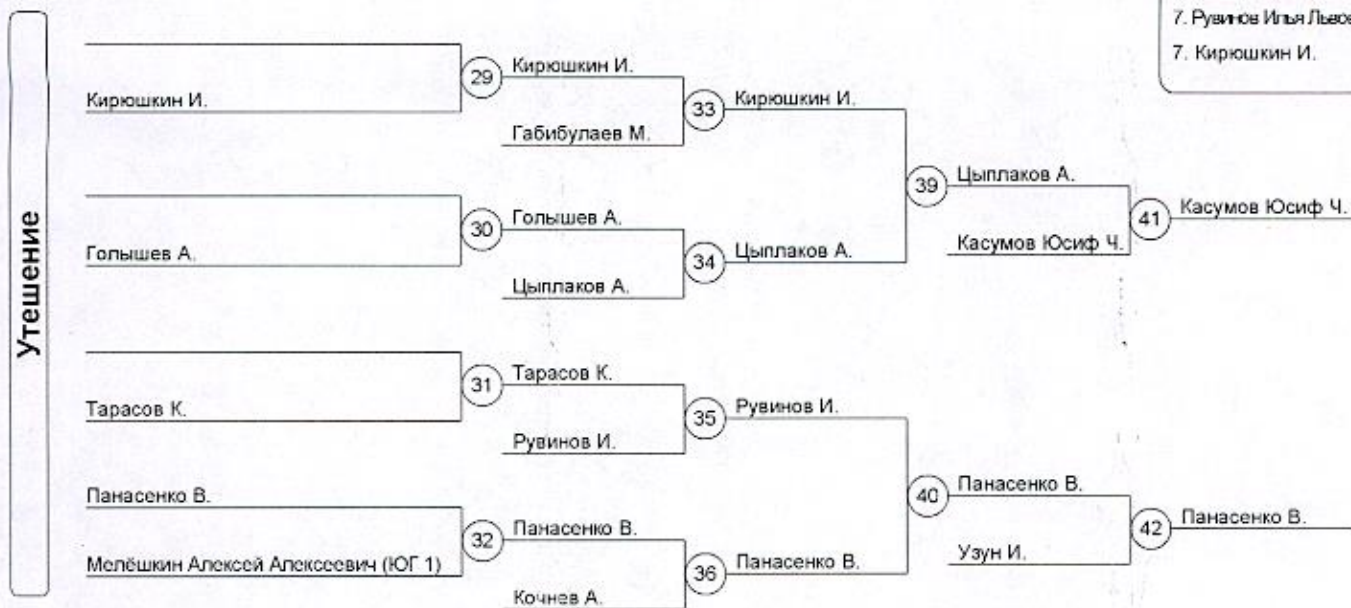 7. Рувинов Илья
7. Кирюшкин И.
Утешение
29 Кирюшкин И.
Кирюшкин И.
33 Кирюшкин И.
Габибулаев М.
39 Цыплаков А.
30 Голышев А.
41 Касумов Юсиф Ч.
Голышев А.
34 Цыплаков А.
Касумов Юсиф Ч.
Цыплаков А.
31 Тарасов К.
Тарасов К.
35 Рувинов И.
Рувинов И.
Панасенко В.
40 Панасенко В.
32 Панасенко В.
42 Панасенко В.
Мелёшкин Алексей Алексеевич (ЮГ 1)
36 Панасенко В.
Узун И.
Кочнев А.